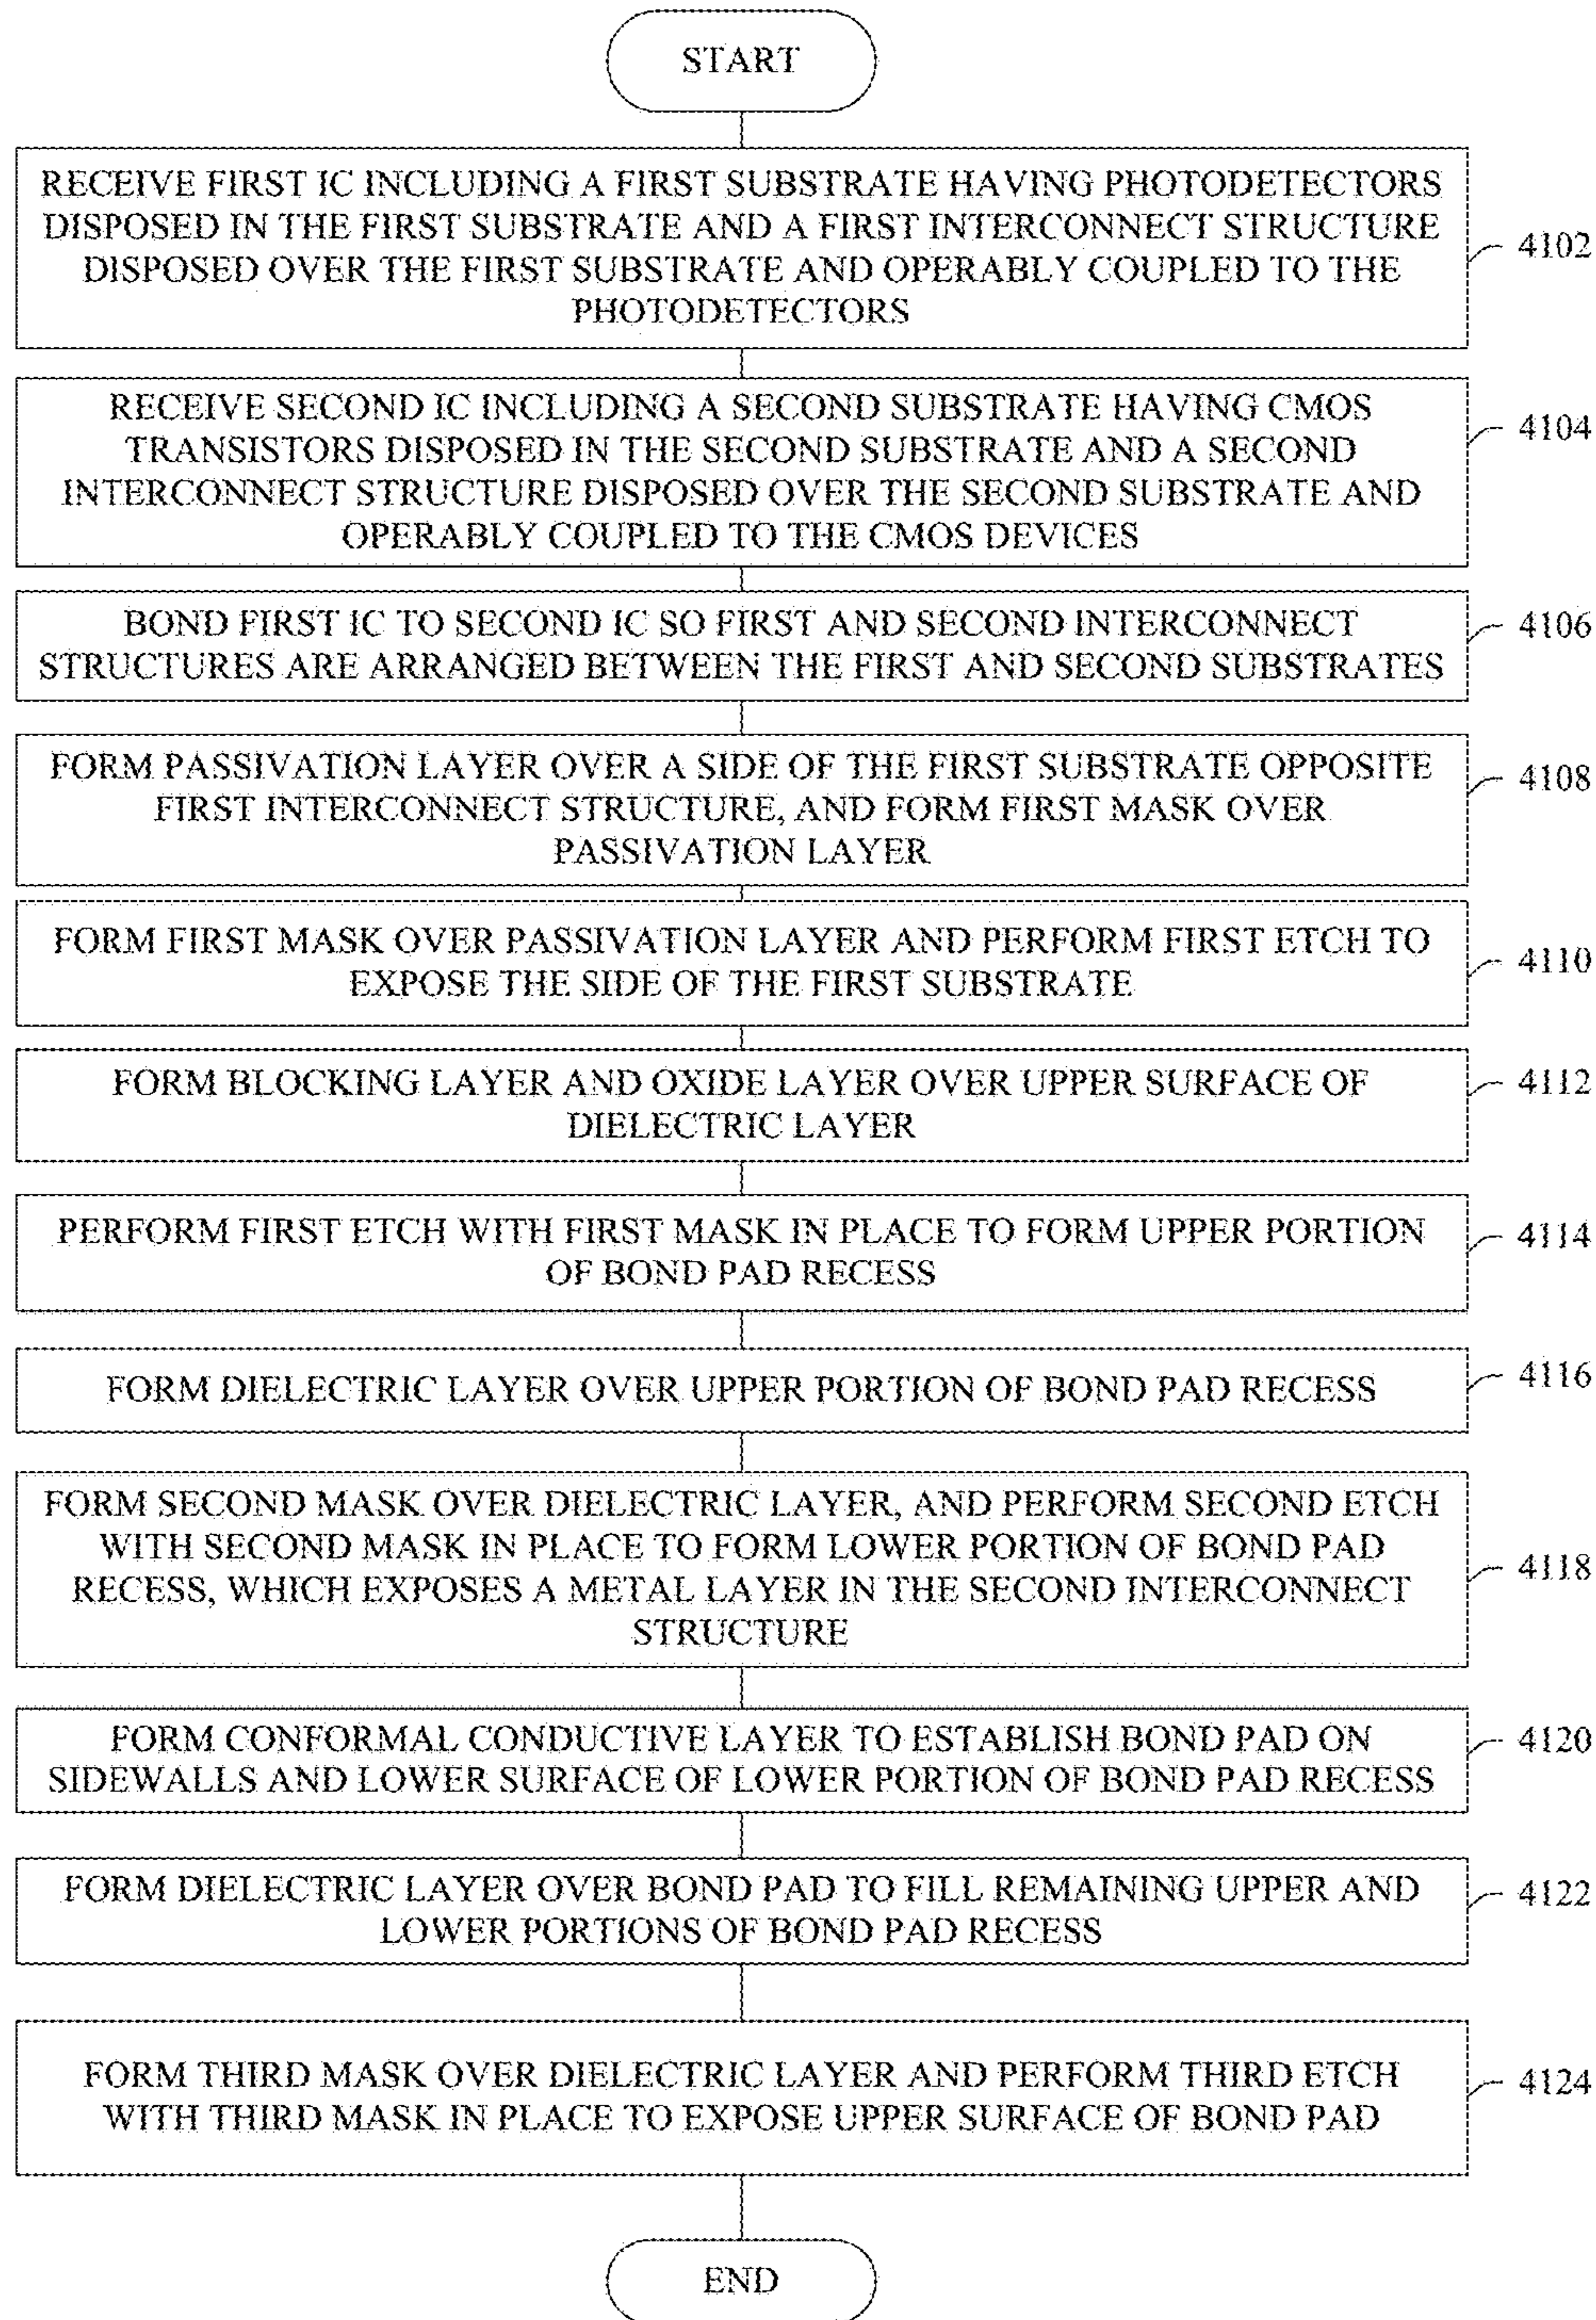 START
RECEIVE FIRST IC INCLUDING A FIRST SUBSTRATE HAVING PHOTODETECTORS
DISPOSED IN THE FIRST SUBSTRATE AND A FIRST INTERCONNECT STRUCTURE
DISPOSED OVER THE FIRST SUBSTRATE AND OPERABLY COUPLED TO THE
PHOTODETECTORS
4102
RECEIVE SECOND IC INCLUDING A SECOND SUBSTRATE HAVING CMOS
TRANSISTORS DISPOSED IN THE SECOND SUBSTRATE AND A SECOND
INTERCONNECT STRUCTURE DISPOSED OVER THE SECOND SUBSTRATE AND
OPERABLY COUPLED TO THE CMOS DEVICES
4104
BOND FIRST IC TO SECOND IC SO FIRST AND SECOND INTERCONNECT
STRUCTURES ARE ARRANGED BETWEEN THE FIRST AND SECOND SUBSTRATES
4106
FORM PASSIVATION LAYER OVER A SIDE OF THE FIRST SUBSTRATE OPPOSITE
FIRST INTERCONNECT STRUCTURE, AND FORM FIRST MASK OVER
PASSIVATION LAYER
4108
FORM FIRST MASK OVER PASSIVATION LAYER AND PERFORM FIRST ETCH TO
EXPOSE THE SIDE OF THE FIRST SUBSTRATE
4110
FORM BLOCKING LAYER AND OXIDE LAYER OVER UPPER SURFACE OF
DIELECTRIC LAYER
4112
PERFORM FIRST ETCH WITH FIRST MASK IN PLACE TO FORM UPPER PORTION
OF BOND PAD RECESS
4114
FORM DIELECTRIC LAYER OVER UPPER PORTION OF BOND PAD RECESS
4116
FORM SECOND MASK OVER DIELECTRIC LAYER, AND PERFORM SECOND ETCH
WITH SECOND MASK IN PLACE TO FORM LOWER PORTION OF BOND PAD
RECESS, WHICH EXPOSES A METAL LAYER IN THE SECOND INTERCONNECT
STRUCTURE
4118
FORM CONFORMAL CONDUCTIVE LAYER TO ESTABLISH BOND PAD ON
SIDEWALLS AND LOWER SURFACE OF LOWER PORTION OF BOND PAD RECESS
4120
FORM DIELECTRIC LAYER OVER BOND PAD TO FILL REMAINING UPPER AND
LOWER PORTIONS OF BOND PAD RECESS
4122
FORM THIRD MASK OVER DIELECTRIC LAYER AND PERFORM THIRD ETCH
WITH THIRD MASK IN PLACE TO EXPOSE UPPER SURFACE OF BOND PAD
4124
END